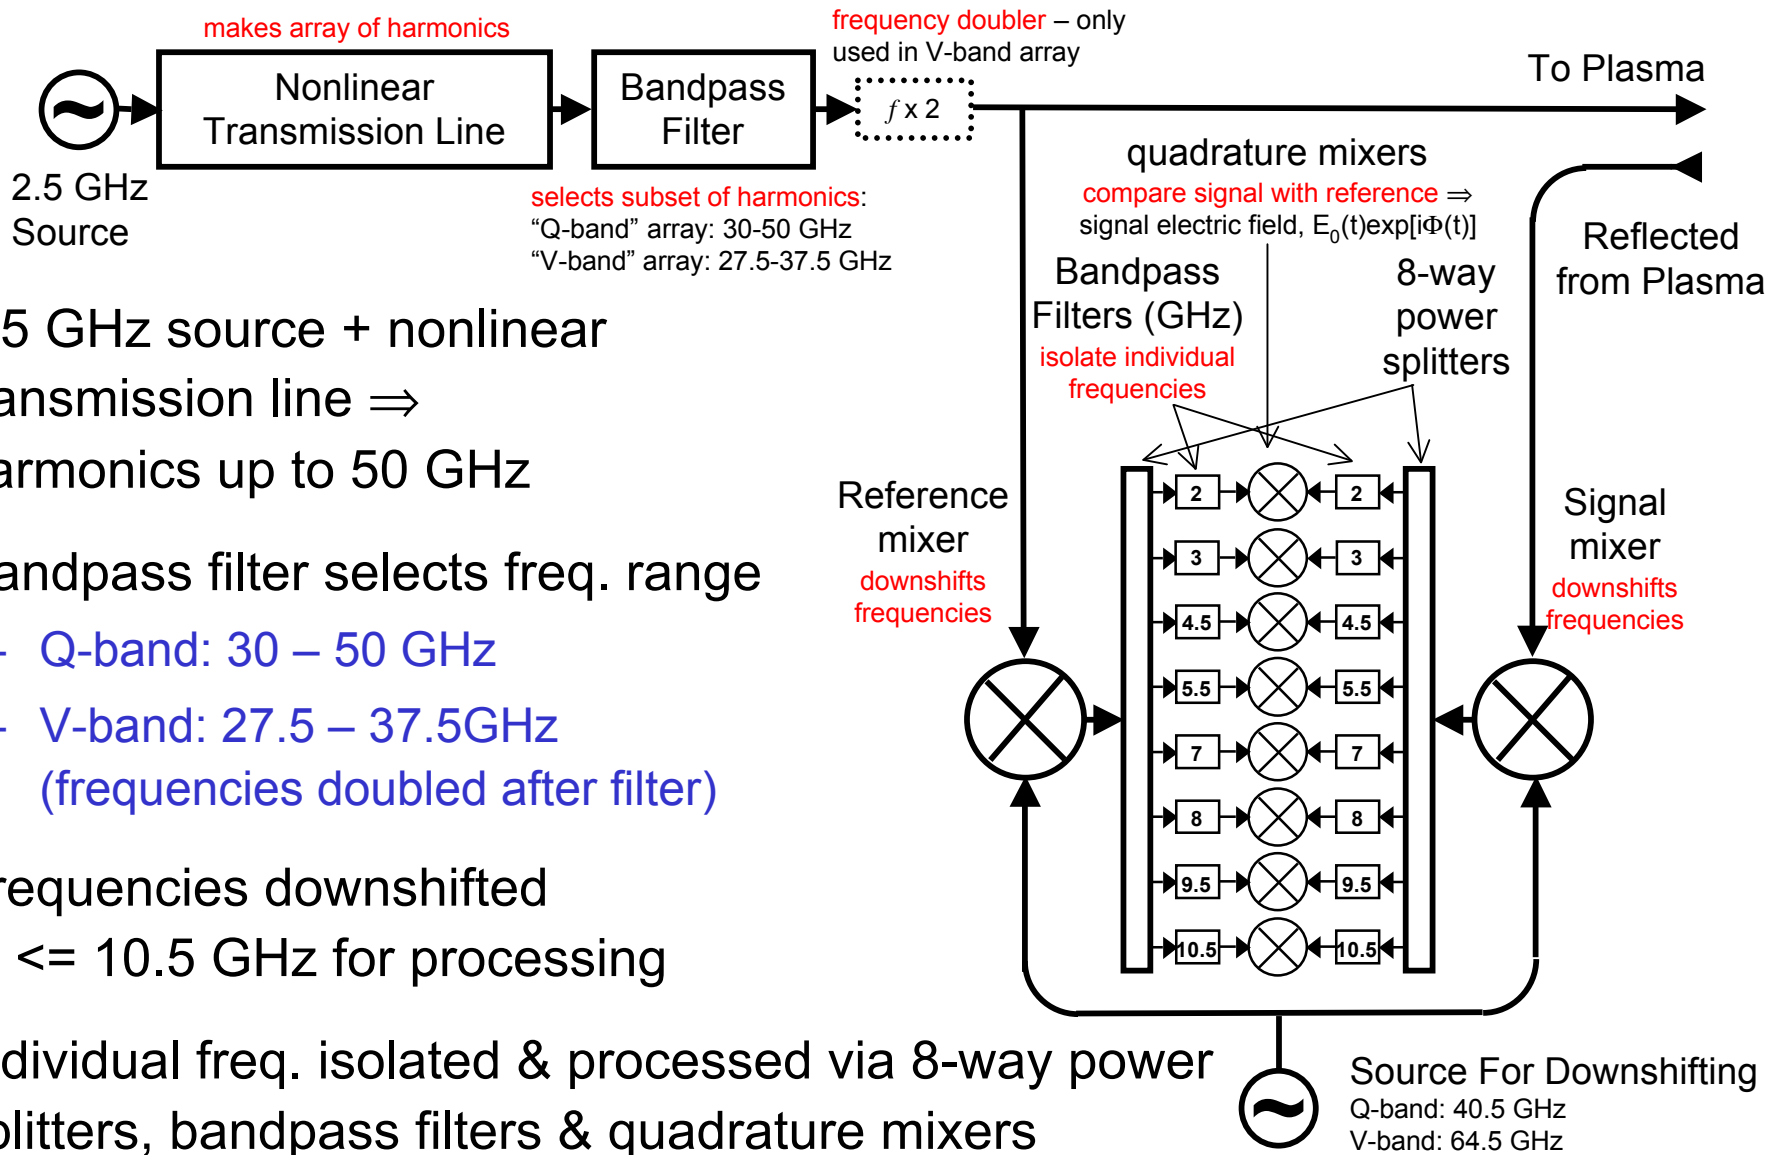 makes array of harmonics
frequency doubler – only
used in V-band array
Nonlinear
Transmission Line
Bandpass
Filter
f x 2
To Plasma
2.5 GHz
Source
selects subset of harmonics:
“Q-band” array: 30-50 GHz
“V-band” array: 27.5-37.5 GHz
quadrature mixers
compare signal with reference ⇒
signal electric field, E0(t)exp[iΦ(t)]
Reflected
from Plasma
Bandpass
Filters (GHz)
isolate individual
frequencies
8-way
power
splitters
5 GHz source + nonlinear
ansmission line ⇒
armonics up to 50 GHz
andpass filter selects freq. range
- Q-band: 30 – 50 GHz
- V-band: 27.5 – 37.5GHz
(frequencies doubled after filter)
requencies downshifted
<= 10.5 GHz for processing
dividual freq. isolated & processed via 8-way power
plitters, bandpass filters & quadrature mixers
Reference
mixer
downshifts
frequencies
2 2
3 3
4.5 4.5
5.5 5.5
7 7
8 8
9.5 9.5
10.5 10.5
Signal
mixer
downshifts
frequencies
Source For Downshifting
Q-band: 40.5 GHz
V-band: 64.5 GHz